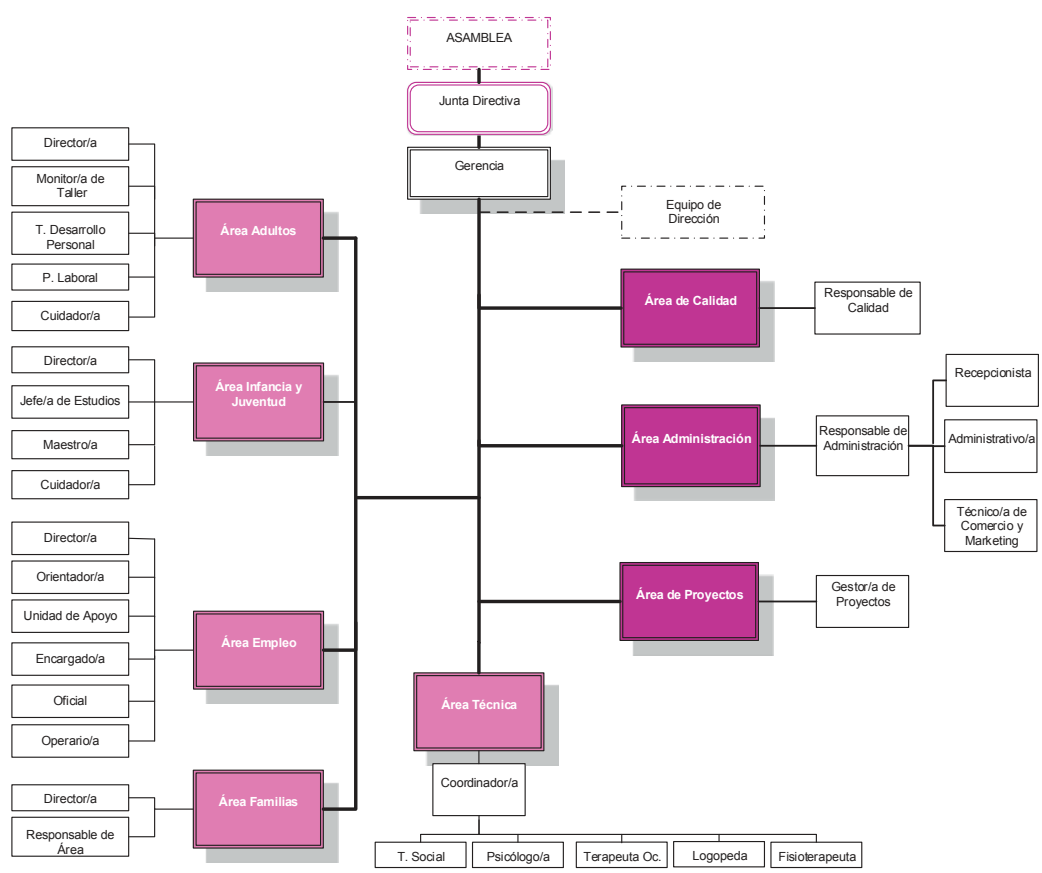 ASAMBLEA
Junta Directiva
Gerencia
Equipo de
Dirección
Director/a
Monitor/a de
Taller
T. Desarrollo
Personal
P. Laboral
Cuidador/a
Área Adultos
Director/a
Jefe/a de Estudios
Maestro/a
Cuidador/a
Área Infancia y
Juventud
Director/a
Orientador/a
Unidad de Apoyo
Encargado/a
Oficial
Operario/a
Área Empleo
Director/a
Responsable de
Área
Área Familias
Área de Calidad
Responsable de
Calidad
Área Administración
Responsable de
Administración
Recepcionista
Administrativo/a
Técnico/a de
Comercio y
Marketing
Área de Proyectos
Gestor/a de
Proyectos
Área Técnica
Coordinador/a
T. Social
Psicólogo/a
Terapeuta Oc.
Logopeda
Fisioterapeuta